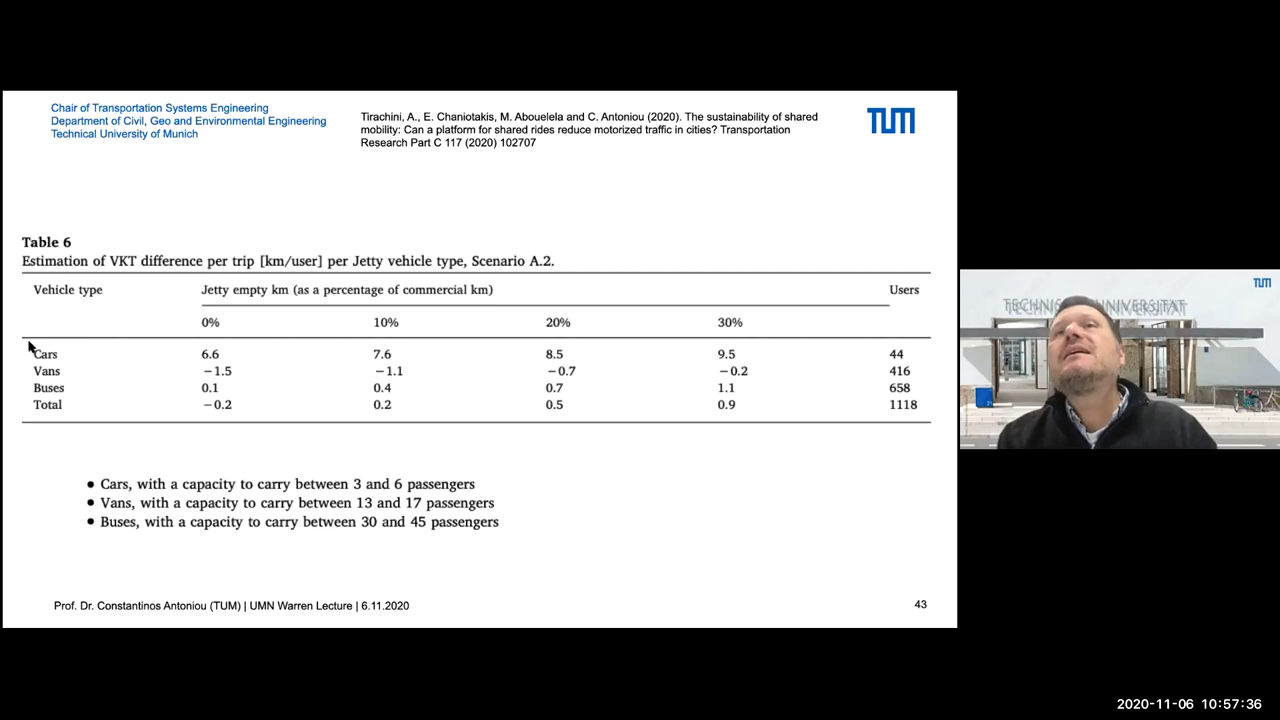 Chair of Transportation Systems Engineering
Department of Civil, Geo and Environmental Engineering
Technical University of Munich
Tirachini, A., E. Chaniotakis, M. Abouelela and C. Antoniou (2020). The sustainability of shared
mobility: Can a platform for shared rides reduce motorized traffic in cities? Transportation
Research Part C 117 (2020) 102707
TUM
Table 6
Estimation of VKT difference per trip [km/user] per Jetty vehicle type, Scenario A.2.
Vehicle type Jetty empty km (as a percentage of commercial km) Users
0% 10% 20% 30%
Cars 6.6 7.6 8.5 9.5 44
Vans −1.5 −1.1 −0.7 −0.2 416
Buses 0.1 0.4 0.7 1.1 658
Total −0.2 0.2 0.5 0.9 1118
• Cars, with a capacity to carry between 3 and 6 passengers
• Vans, with a capacity to carry between 13 and 17 passengers
• Buses, with a capacity to carry between 30 and 45 passengers
Prof. Dr. Constantinos Antoniou (TUM) | UMN Warren Lecture | 6.11.2020
43
TUM
2020-11-06 10:57:36